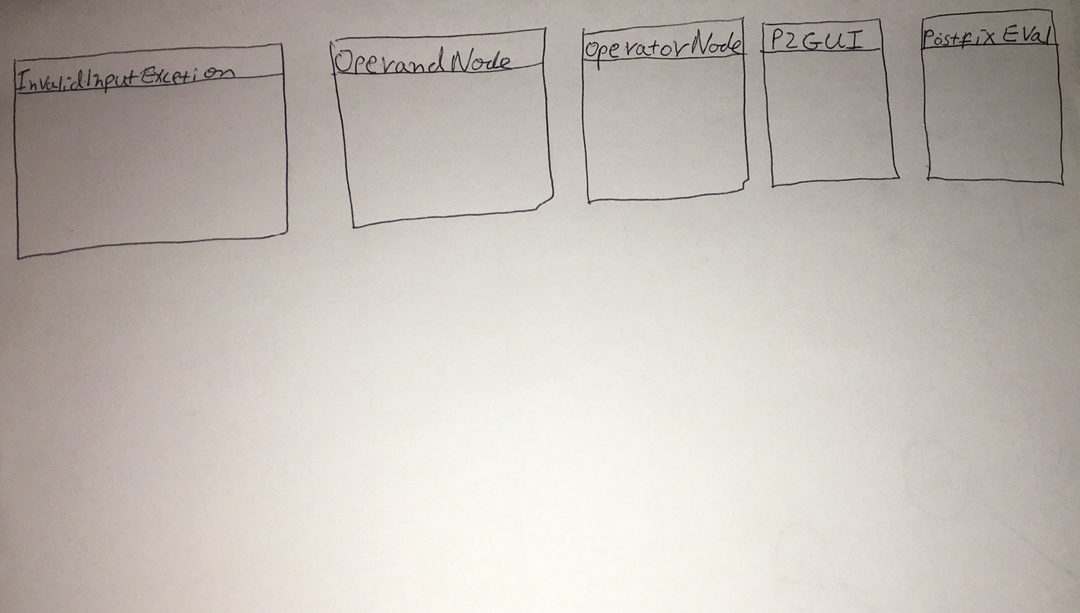 InvalidInputExcetion
OperandNode
OperatorNode
P2GUI
PostfixEval